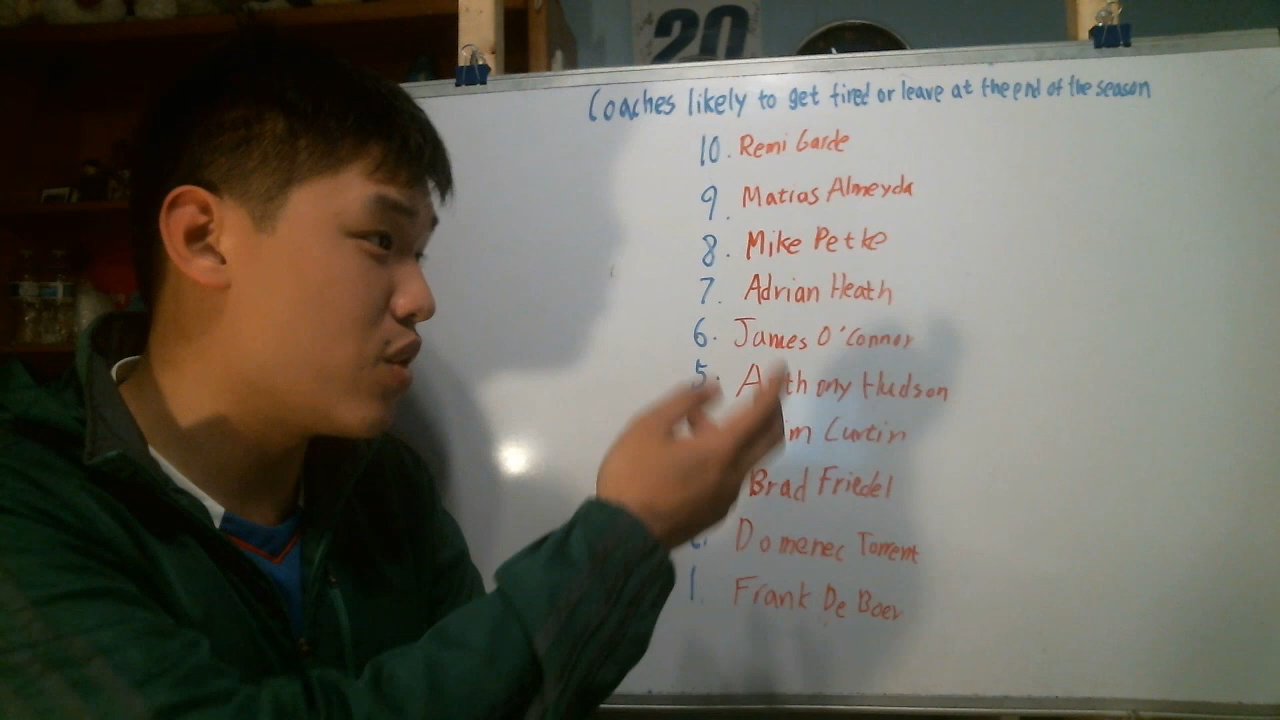 20
Coaches likely to get fired or leave at the end of the season
10. Remi Garde
9. Matias Almeyda
8. Mike Petke
7. Adrian Heath
6. James O'Connor
5. Anthony Hudson
im Curtin
Brad Friedel
Domenec Torrent
1. Frank De Boer